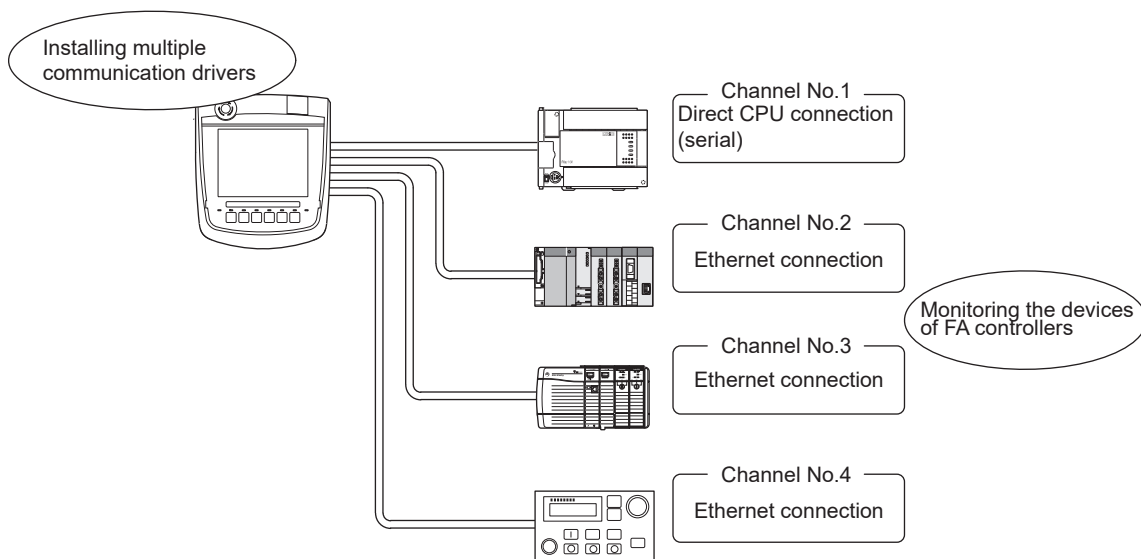 Installing multiple
communication drivers
Channel No.1
Direct CPU connection
(serial)
Channel No.2
Ethernet connection
Monitoring the devices
of FA controllers
Channel No.3
Ethernet connection
Channel No.4
Ethernet connection